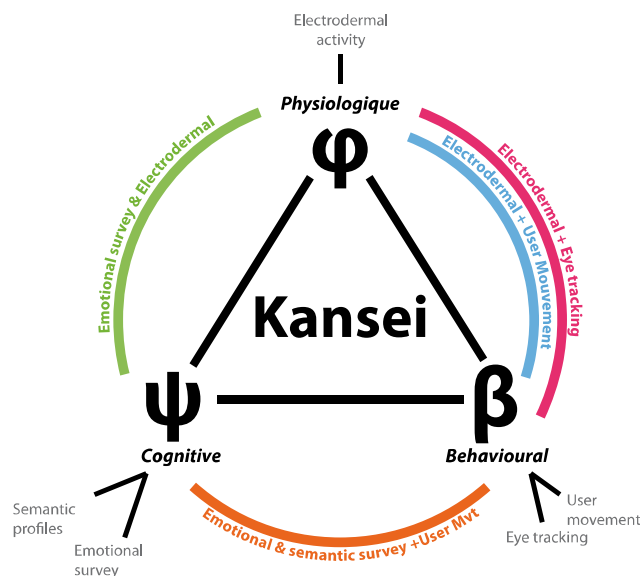 Electrodermal
activity
Physiologique
φ
Emotional survey & Electrodermal
Electrodermal + Eye tracking
Electrodermal + User Mouvement
Kansei
ψ
β
Cognitive
Behavioural
Semantic
profiles
Emotional
survey
Emotional & semantic survey +User Mvt
User
movement
Eye tracking